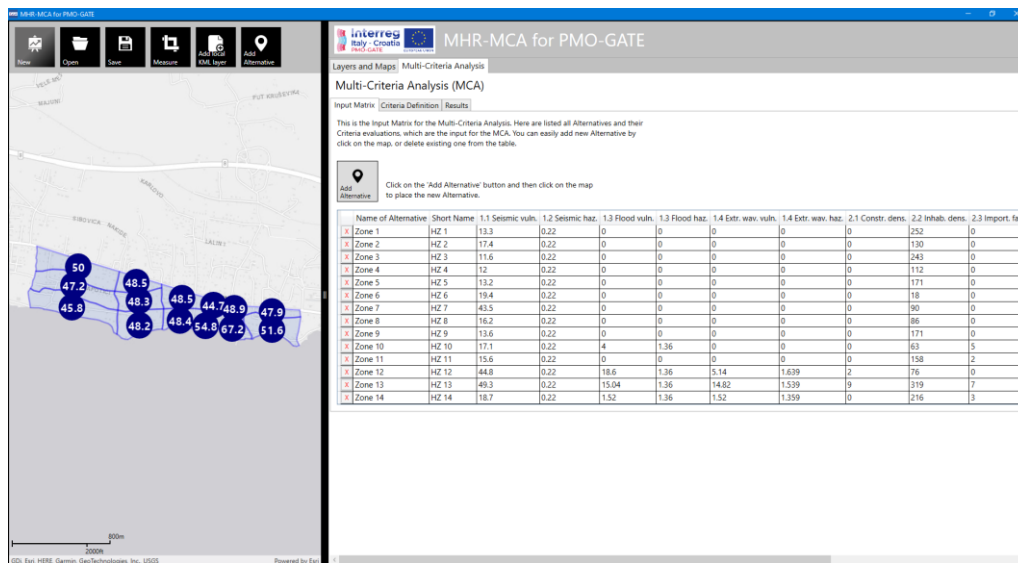 MHR-MCA for PMO-GATE
New
Open
Save
Measure
Add local
KML layer
Add
Alternative
MAJONI
PUT KRUŠEVIKA
BARLOVO
LALINI
50
47.2
45.8
48.5
48.3
48.2
48.5
48.4
44.7
48.9
54.8
67.2
47.9
51.6
800m
2000ft
GDi, Esri, HERE, Garmin, GeoTechnologies, Inc., USGS
Powered by Esri
Interreg
Italy - Croatia
PMO-GATE
EUROPEAN UNION
MHR-MCA for PMO-GATE
Layers and Maps Multi-Criteria Analysis
Multi-Criteria Analysis (MCA)
Input Matrix Criteria Definition Results
This is the Input Matrix for the Multi-Criteria Analysis. Here are listed all Alternatives and their
Criteria evaluations, which are the input for the MCA. You can easily add new Alternative by
click on the map, or delete existing one from the table.
Add
Alternative
Click on the 'Add Alternative' button and then click on the map
to place the new Alternative.
Name of Alternative Short Name 1.1 Seismic vuln. 1.2 Seismic haz. 1.3 Flood vuln. 1.3 Flood haz. 1.4 Extr. wav. vuln. 1.4 Extr. wav. haz. 2.1 Constr. dens. 2.2 Inhab. dens. 2.3 Import. fa
X Zone 1 HZ 1 13.3 0.22 0 0 0 0 0 252 0
X Zone 2 HZ 2 17.4 0.22 0 0 0 0 0 130 0
X Zone 3 HZ 3 11.6 0.22 0 0 0 0 0 243 0
X Zone 4 HZ 4 12 0.22 0 0 0 0 0 112 0
X Zone 5 HZ 5 13.2 0.22 0 0 0 0 0 171 0
X Zone 6 HZ 6 19.4 0.22 0 0 0 0 0 18 0
X Zone 7 HZ 7 43.5 0.22 0 0 0 0 0 90 0
X Zone 8 HZ 8 16.2 0.22 0 0 0 0 0 86 0
X Zone 9 HZ 9 13.6 0.22 0 0 0 0 0 171 0
X Zone 10 HZ 10 17.1 0.22 4 1.36 0 0 0 63 5
X Zone 11 HZ 11 15.6 0.22 0 0 0 0 0 158 2
X Zone 12 HZ 12 44.8 0.22 18.6 1.36 5.14 1.639 2 76 0
X Zone 13 HZ 13 49.3 0.22 15.04 1.36 14.82 1.539 9 319 7
X Zone 14 HZ 14 18.7 0.22 1.52 1.36 1.52 1.359 0 216 3